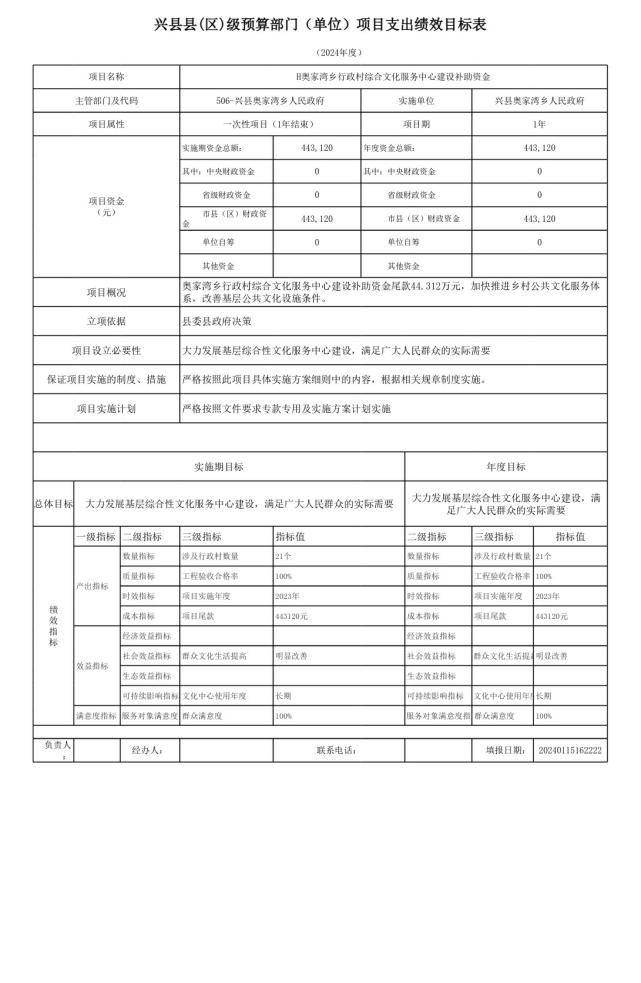 兴县县(区)级预算部门（单位）项目支出绩效目标表
（2024年度）
项目名称 H奥家湾乡行政村综合文化服务中心建设补助资金
主管部门及代码 506-兴县奥家湾乡人民政府 实施单位 兴县奥家湾乡人民政府
项目属性 一次性项目（1年结束） 项目期 1年
项目资金（元） 实施期资金总额： 443,120 年度资金总额： 443,120
其中：中央财政资金 0 其中：中央财政资金 0
省级财政资金 0 省级财政资金 0
市县（区）财政资金 443,120 市县（区）财政资金 443,120
单位自筹 0 单位自筹 0
其他资金 其他资金
项目概况 奥家湾乡行政村综合文化服务中心建设补助资金尾款44.312万元，加快推进乡村公共文化服务体
系，改善基层公共文化设施条件。
立项依据 县委县政府决策
项目设立必要性 大力发展基层综合性文化服务中心建设，满足广大人民群众的实际需要
保证项目实施的制度、措施 严格按照此项目具体实施方案细则中的内容，根据相关规章制度实施。
项目实施计划 严格按照文件要求专款专用及实施方案计划实施
实施期目标 年度目标
总体目标 大力发展基层综合性文化服务中心建设，满足广大人民群众的实际需要 大力发展基层综合性文化服务中心建设，满
足广大人民群众的实际需要
绩效指标 一级指标 二级指标 三级指标 指标值 二级指标 三级指标 指标值
产出指标 数量指标 涉及行政村数量 21个 数量指标 涉及行政村数量 21个
质量指标 工程验收合格率 100% 质量指标 工程验收合格率 100%
时效指标 项目实施年度 2023年 时效指标 项目实施年度 2023年
成本指标 项目尾款 443120元 成本指标 项目尾款 443120元
效益指标 经济效益指标 经济效益指标
社会效益指标 群众文化生活提高 明显改善 社会效益指标 群众文化生活提 明显改善
生态效益指标 生态效益指标
可持续影响指标 文化中心使用年度 长期 可持续影响指标 文化中心使用年 长期
满意度指标 服务对象满意度 群众满意度 100% 服务对象满意度指 群众满意度 100%
负责人： 经办人： 联系电话： 填报日期： 20240115162222